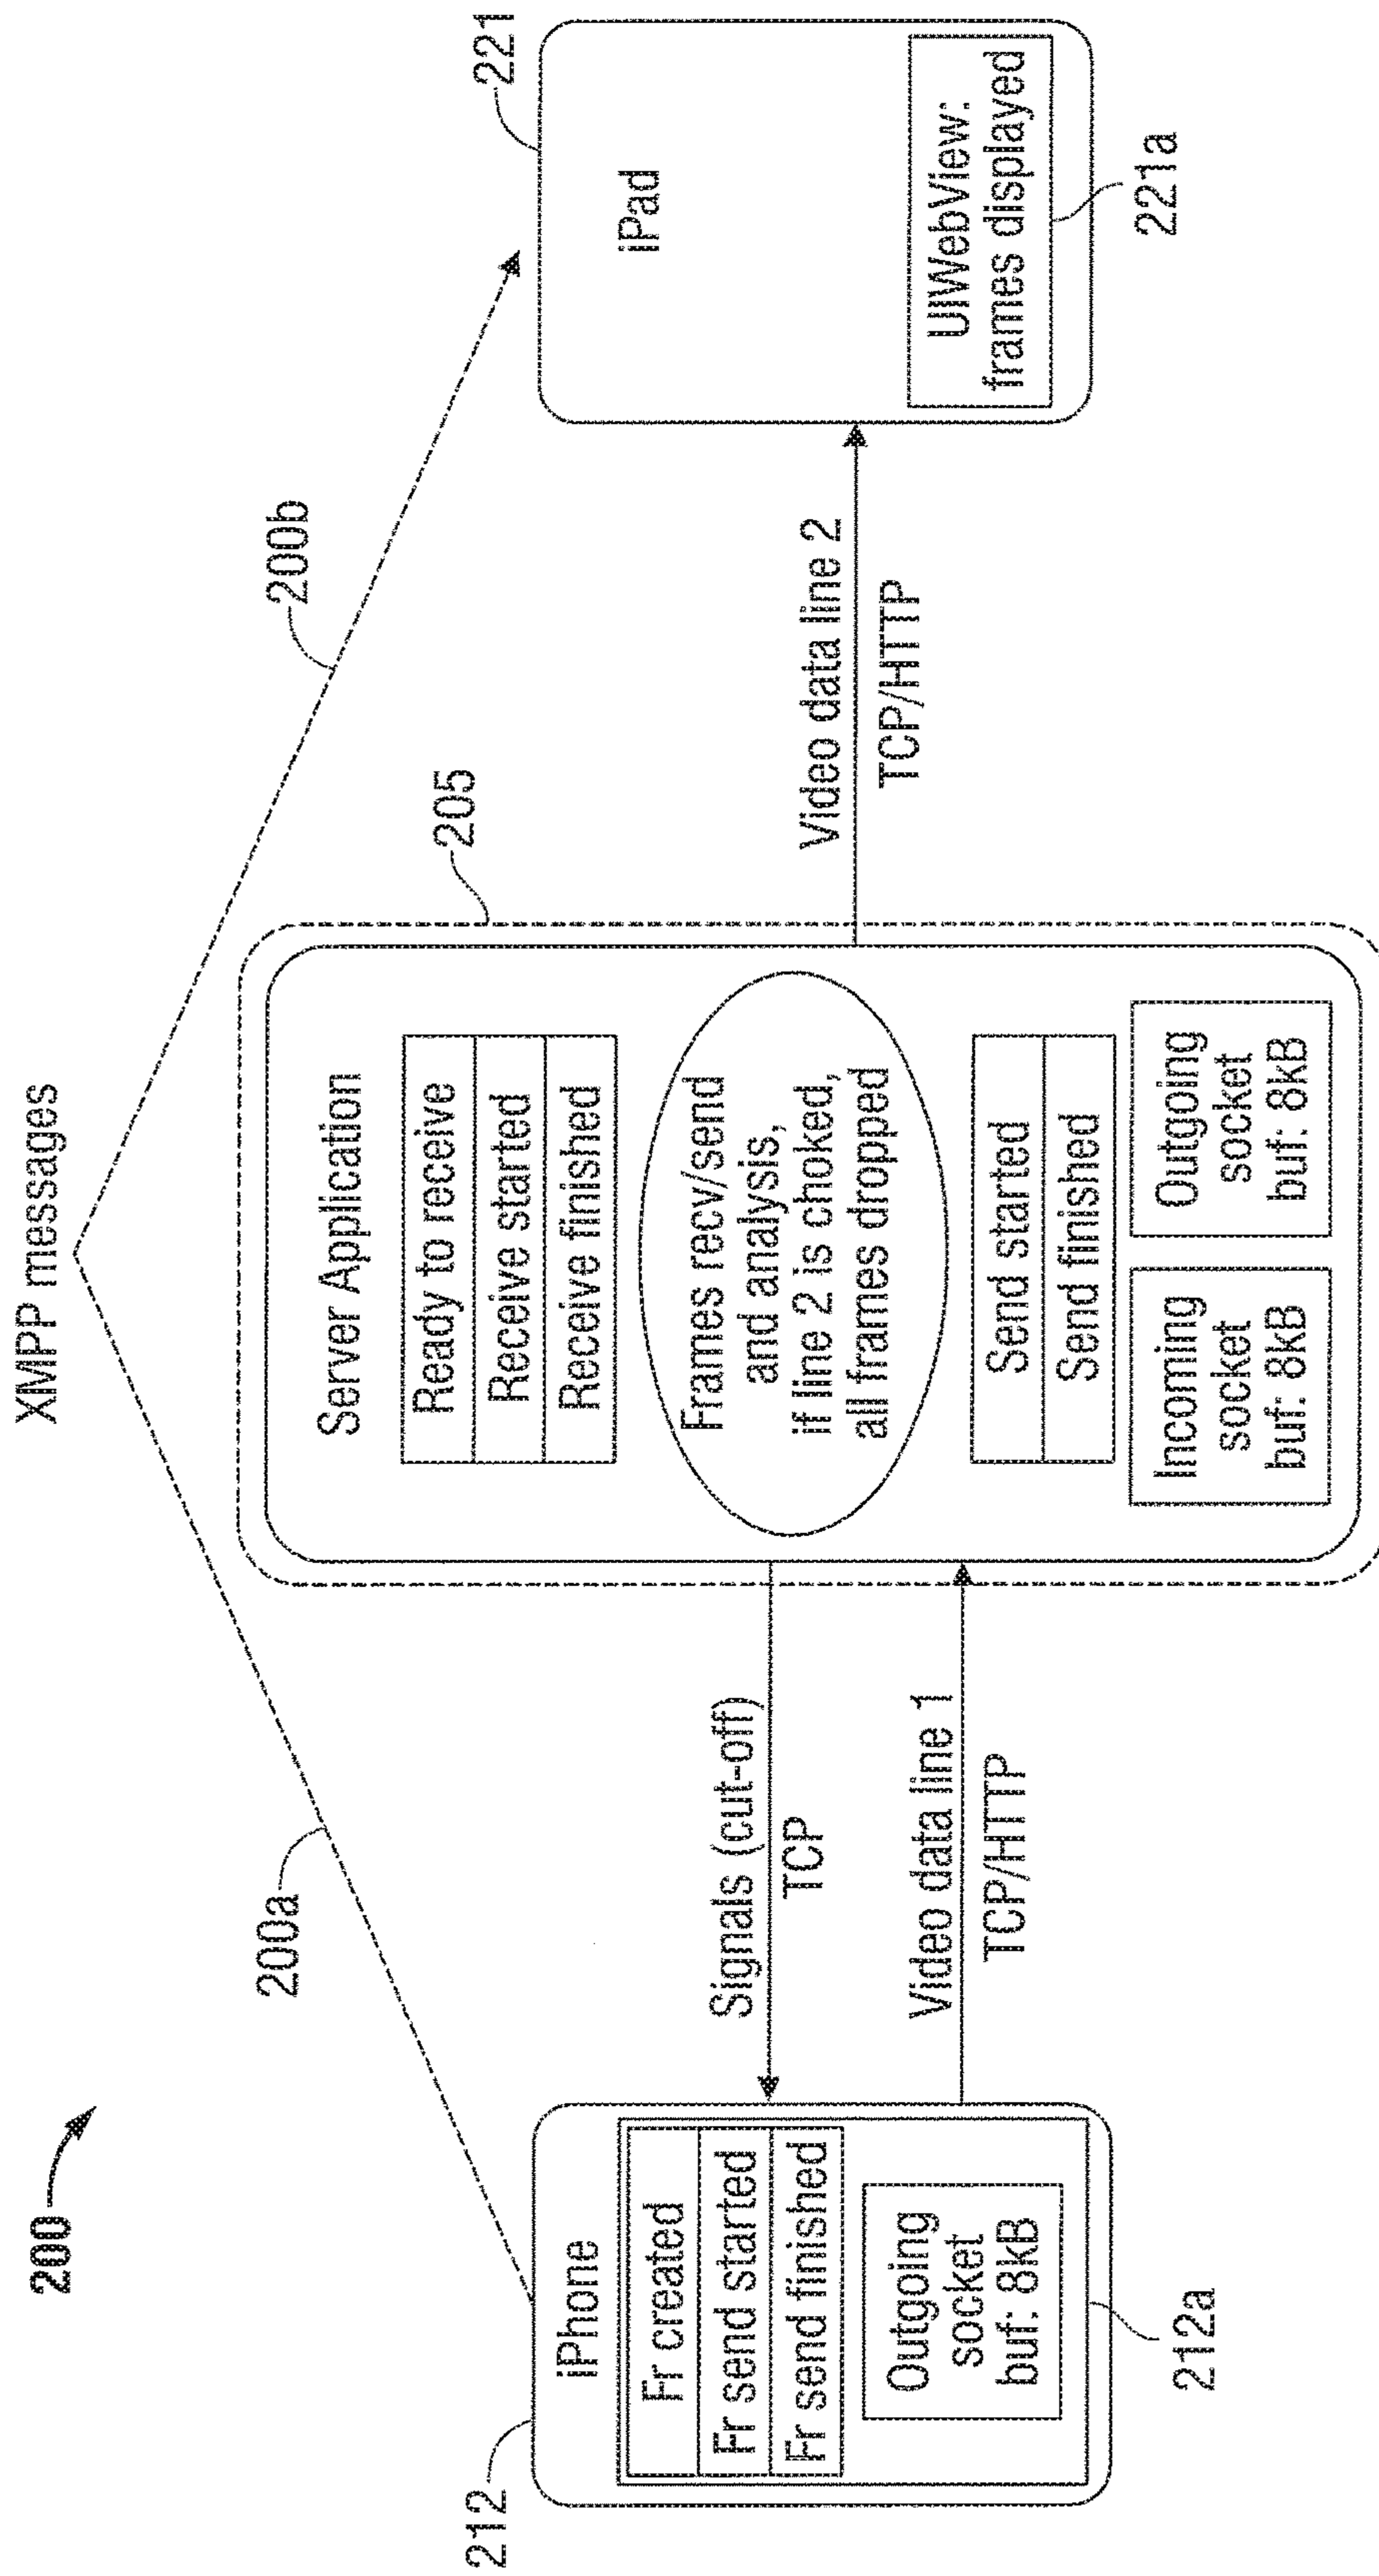 200
XMPP messages
200a
200b
212
iPhone
Fr created
Fr send started
Fr send finished
Outgoing
socket
buf: 8kB
212a
Signals (cut-off)
TCP
Video data line 1
TCP/HTTP
205
Server Application
Ready to receive
Receive started
Receive finished
Frames recv/send
and analysis,
if line 2 is choked,
all frames dropped
Send started
Send finished
Incoming
socket
buf: 8kB
Outgoing
socket
buf: 8kB
Video data line 2
TCP/HTTP
221
iPad
UIWebView:
frames displayed
221a